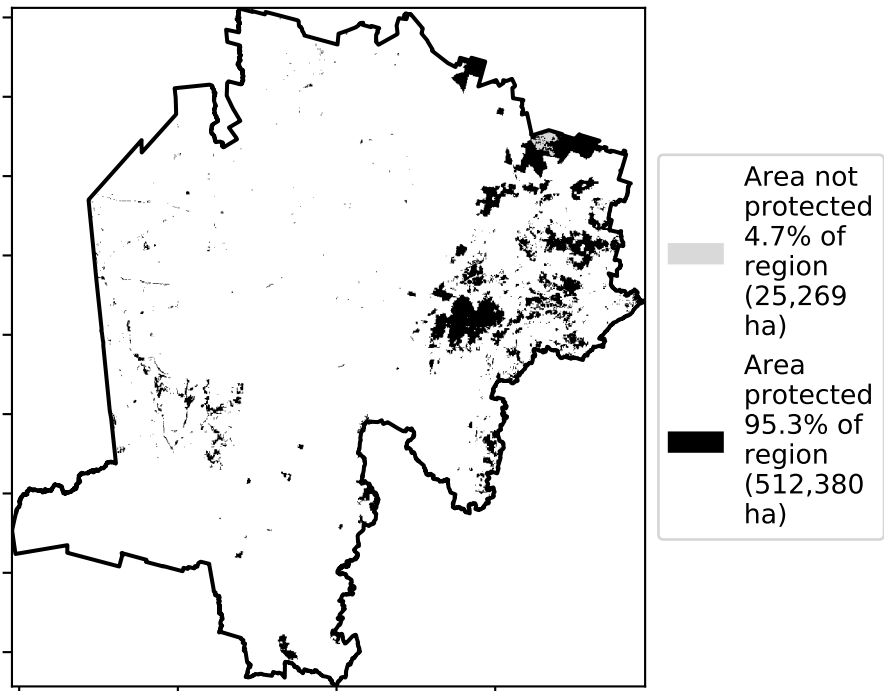 Area not
protected
4.7% of
region
(25,269
ha)
Area
protected
95.3% of
region
(512,380
ha)